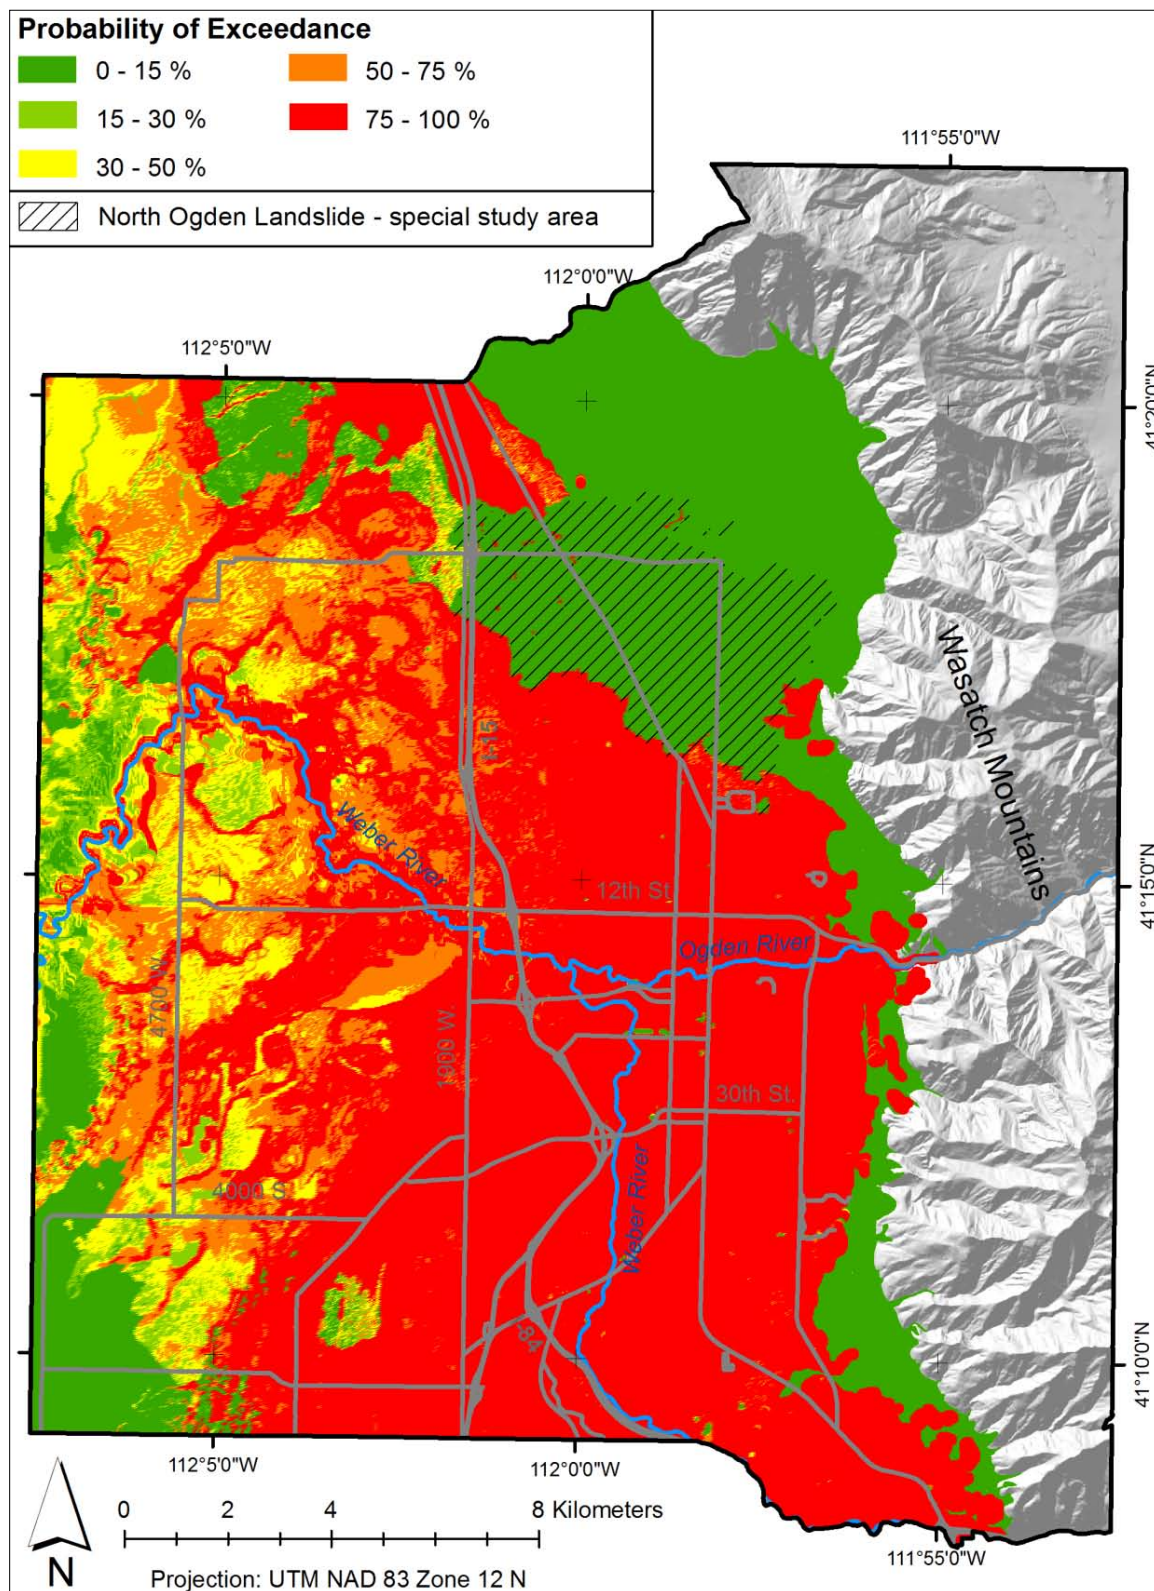 Probability of Exceedance
0 - 15 %
50 - 75 %
15 - 30 %
75 - 100 %
30 - 50 %
North Ogden Landslide - special study area
111°55'0"W
112°0'0"W
112°5'0"W
41°20'0"N
Wasatch Mountains
I-15
Weber River
41°15'0"N
12th St.
Ogden River
4700 W
1900 W
30th St.
4000 S.
Weber River
I-84
41°10'0"N
112°5'0"W
112°0'0"W
111°55'0"W
0 2 4 8 Kilometers
N
Projection: UTM NAD 83 Zone 12 N